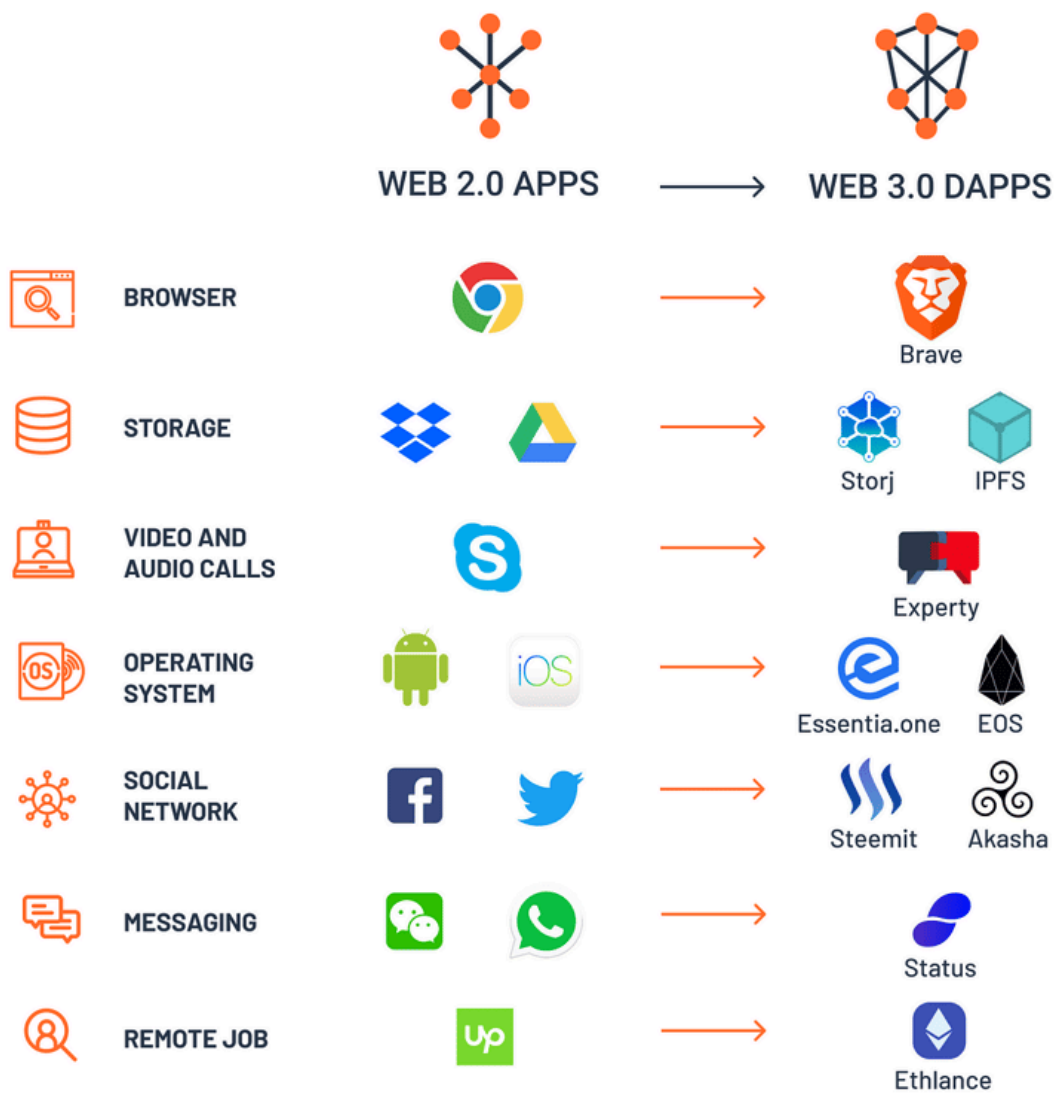 WEB 2.0 APPS
WEB 3.0 DAPPS
BROWSER
Brave
STORAGE
Storj
IPFS
VIDEO AND
AUDIO CALLS
S
Experty
OS
OPERATING
SYSTEM
iOS
Essentia.one
EOS
SOCIAL
NETWORK
f
Steemit
Akasha
MESSAGING
Status
REMOTE JOB
Up
Ethlance